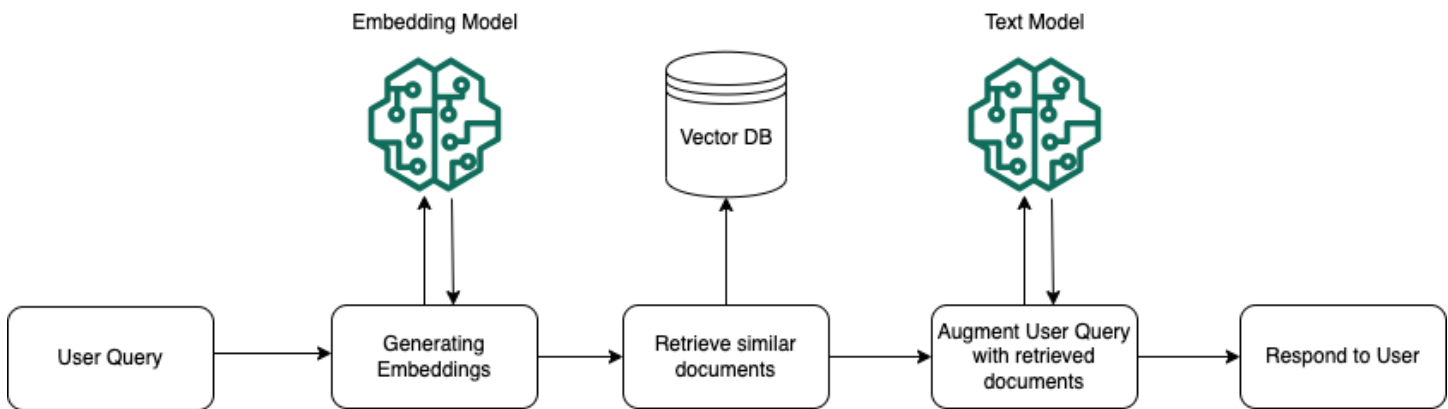 Embedding Model
Text Model
Vector DB
User Query
Generating
Embeddings
Retrieve similar
documents
Augment User Query
with retrieved
documents
Respond to User